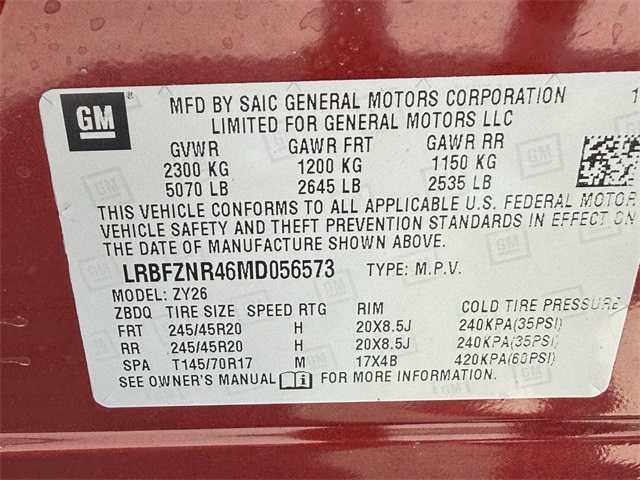 GM ® MFD BY SAIC GENERAL MOTORS CORPORATION 1
LIMITED FOR GENERAL MOTORS LLC
GVWR GAWR FRT GAWR RR
2300 KG 1200 KG 1150 KG
5070 LB 2645 LB 2535 LB
THIS VEHICLE CONFORMS TO ALL APPLICABLE U.S. FEDERAL MOTOR
VEHICLE SAFETY AND THEFT PREVENTION STANDARDS IN EFFECT ON
THE DATE OF MANUFACTURE SHOWN ABOVE.
LRBFZNR46MD056573 TYPE: M.P.V.
MODEL: ZY26
ZBDQ TIRE SIZE SPEED RTG RIM COLD TIRE PRESSURE
FRT 245/45R20 H 20X8.5J 240KPA(35PSI)
RR 245/45R20 H 20X8.5J 240KPA(35PSI)
SPA T145/70R17 M 17X4B 420KPA(60PSI)
SEE OWNER'S MANUAL FOR MORE INFORMATION.